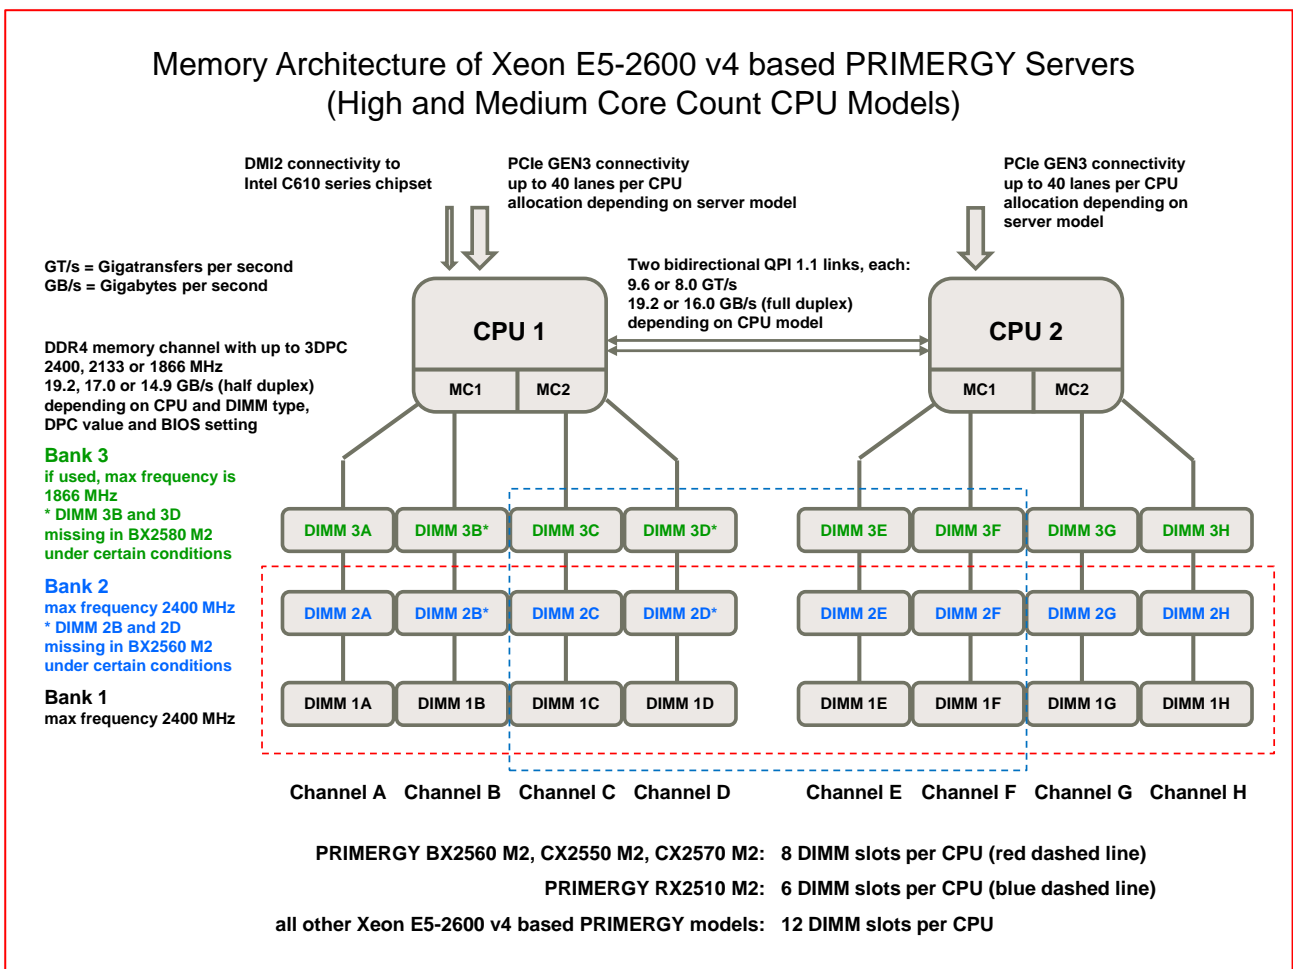 Memory Architecture of Xeon E5-2600 v4 based PRIMERGY Servers
(High and Medium Core Count CPU Models)
DMI2 connectivity to
Intel C610 series chipset
PCIe GEN3 connectivity
up to 40 lanes per CPU
allocation depending on server model
PCIe GEN3 connectivity
up to 40 lanes per CPU
allocation depending on
server model
GT/s = Gigatransfers per second
GB/s = Gigabytes per second
Two bidirectional QPI 1.1 links, each:
9.6 or 8.0 GT/s
19.2 or 16.0 GB/s (full duplex)
depending on CPU model
CPU 1
MC1 MC2
CPU 2
MC1 MC2
DDR4 memory channel with up to 3DPC
2400, 2133 or 1866 MHz
19.2, 17.0 or 14.9 GB/s (half duplex)
depending on CPU and DIMM type,
DPC value and BIOS setting
Bank 3
if used, max frequency is
1866 MHz
* DIMM 3B and 3D
missing in BX2580 M2
under certain conditions
DIMM 3A DIMM 3B* DIMM 3C DIMM 3D* DIMM 3E DIMM 3F DIMM 3G DIMM 3H
Bank 2
max frequency 2400 MHz
* DIMM 2B and 2D
missing in BX2560 M2
under certain conditions
DIMM 2A DIMM 2B* DIMM 2C DIMM 2D* DIMM 2E DIMM 2F DIMM 2G DIMM 2H
Bank 1
max frequency 2400 MHz
DIMM 1A DIMM 1B DIMM 1C DIMM 1D DIMM 1E DIMM 1F DIMM 1G DIMM 1H
Channel A Channel B Channel C Channel D Channel E Channel F Channel G Channel H
PRIMERGY BX2560 M2, CX2550 M2, CX2570 M2: 8 DIMM slots per CPU (red dashed line)
PRIMERGY RX2510 M2: 6 DIMM slots per CPU (blue dashed line)
all other Xeon E5-2600 v4 based PRIMERGY models: 12 DIMM slots per CPU